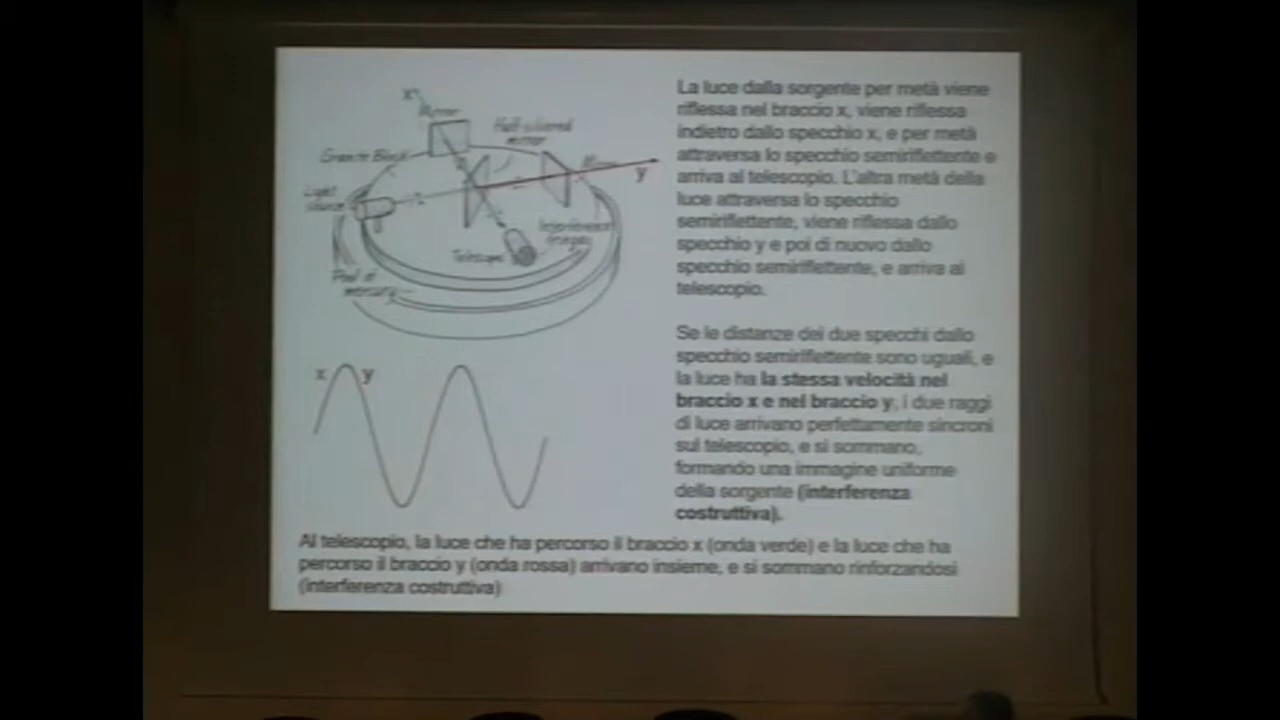 x
Mirror
Half-silvered
mirror
Granite Block
Mirror
y
Light
source
Interference
fringes
Telescope
Pool of
mercury
La luce dalla sorgente per metà viene
riflessa nel braccio x, viene riflessa
indietro dallo specchio x, e per metà
attraversa lo specchio semiriflettente e
arriva al telescopio. L'altra metà della
luce attraversa lo specchio
semiriflettente, viene riflessa dallo
specchio y e poi di nuovo dallo
specchio semiriflettente, e arriva al
telescopio.
Se le distanze dei due specchi dallo
specchio semiriflettente sono uguali, e
la luce ha la stessa velocità nel
braccio x e nel braccio y, i due raggi
di luce arrivano perfettamente sincroni
sul telescopio, e si sommano,
formando una immagine uniforme
della sorgente (interferenza
costruttiva).
x y
Al telescopio, la luce che ha percorso il braccio x (onda verde) e la luce che ha
percorso il braccio y (onda rossa) arrivano insieme, e si sommano rinforzandosi
(interferenza costruttiva)